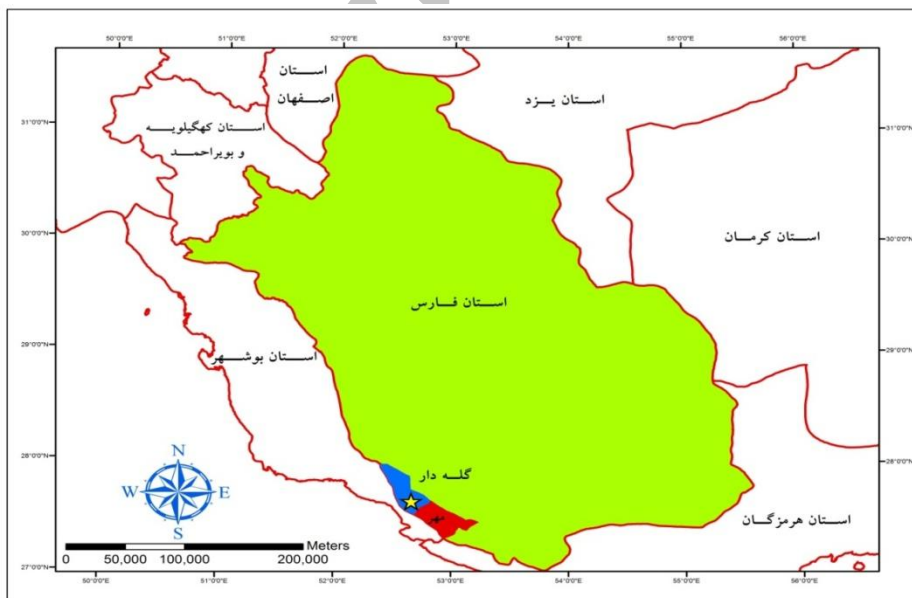 50°0'0"E 51°0'0"E 52°0'0"E 53°0'0"E 54°0'0"E 55°0'0"E 56°0'0"E
استان
اصفهان
استان یزد
استان کهگیلویه
و بویراحمد
31°0'0"N 31°0'0"N
30°0'0"N 30°0'0"N
استان کرمان
استان فارس
29°0'0"N 29°0'0"N
استان بوشهر
28°0'0"N 28°0'0"N
گله دار
N
W E
S
مهر
استان هرمزگان
Meters
0 50,000 100,000 200,000
27°0'0"N 27°0'0"N
50°0'0"E 51°0'0"E 52°0'0"E 53°0'0"E 54°0'0"E 55°0'0"E 56°0'0"E